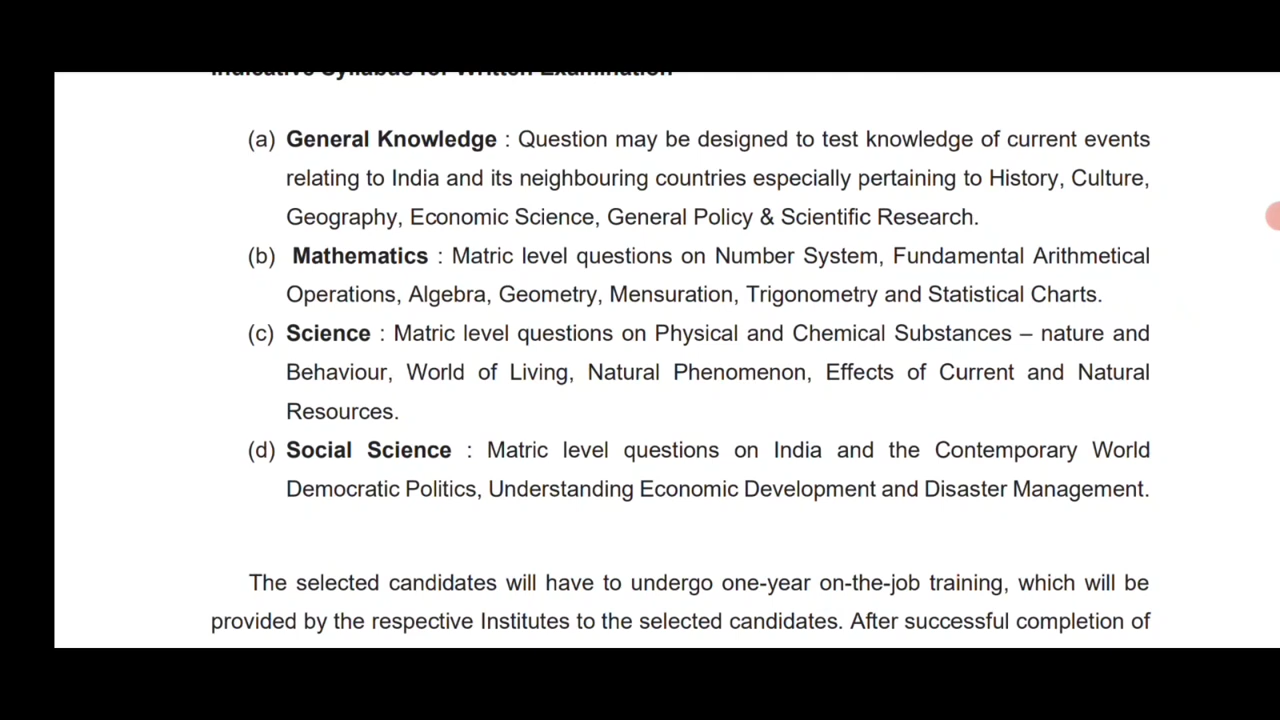 Indicative Syllabus for Written Examination
(a) General Knowledge : Question may be designed to test knowledge of current events
relating to India and its neighbouring countries especially pertaining to History, Culture,
Geography, Economic Science, General Policy & Scientific Research.
(b) Mathematics : Matric level questions on Number System, Fundamental Arithmetical
Operations, Algebra, Geometry, Mensuration, Trigonometry and Statistical Charts.
(c) Science : Matric level questions on Physical and Chemical Substances – nature and
Behaviour, World of Living, Natural Phenomenon, Effects of Current and Natural
Resources.
(d) Social Science : Matric level questions on India and the Contemporary World
Democratic Politics, Understanding Economic Development and Disaster Management.
The selected candidates will have to undergo one-year on-the-job training, which will be
provided by the respective Institutes to the selected candidates. After successful completion of